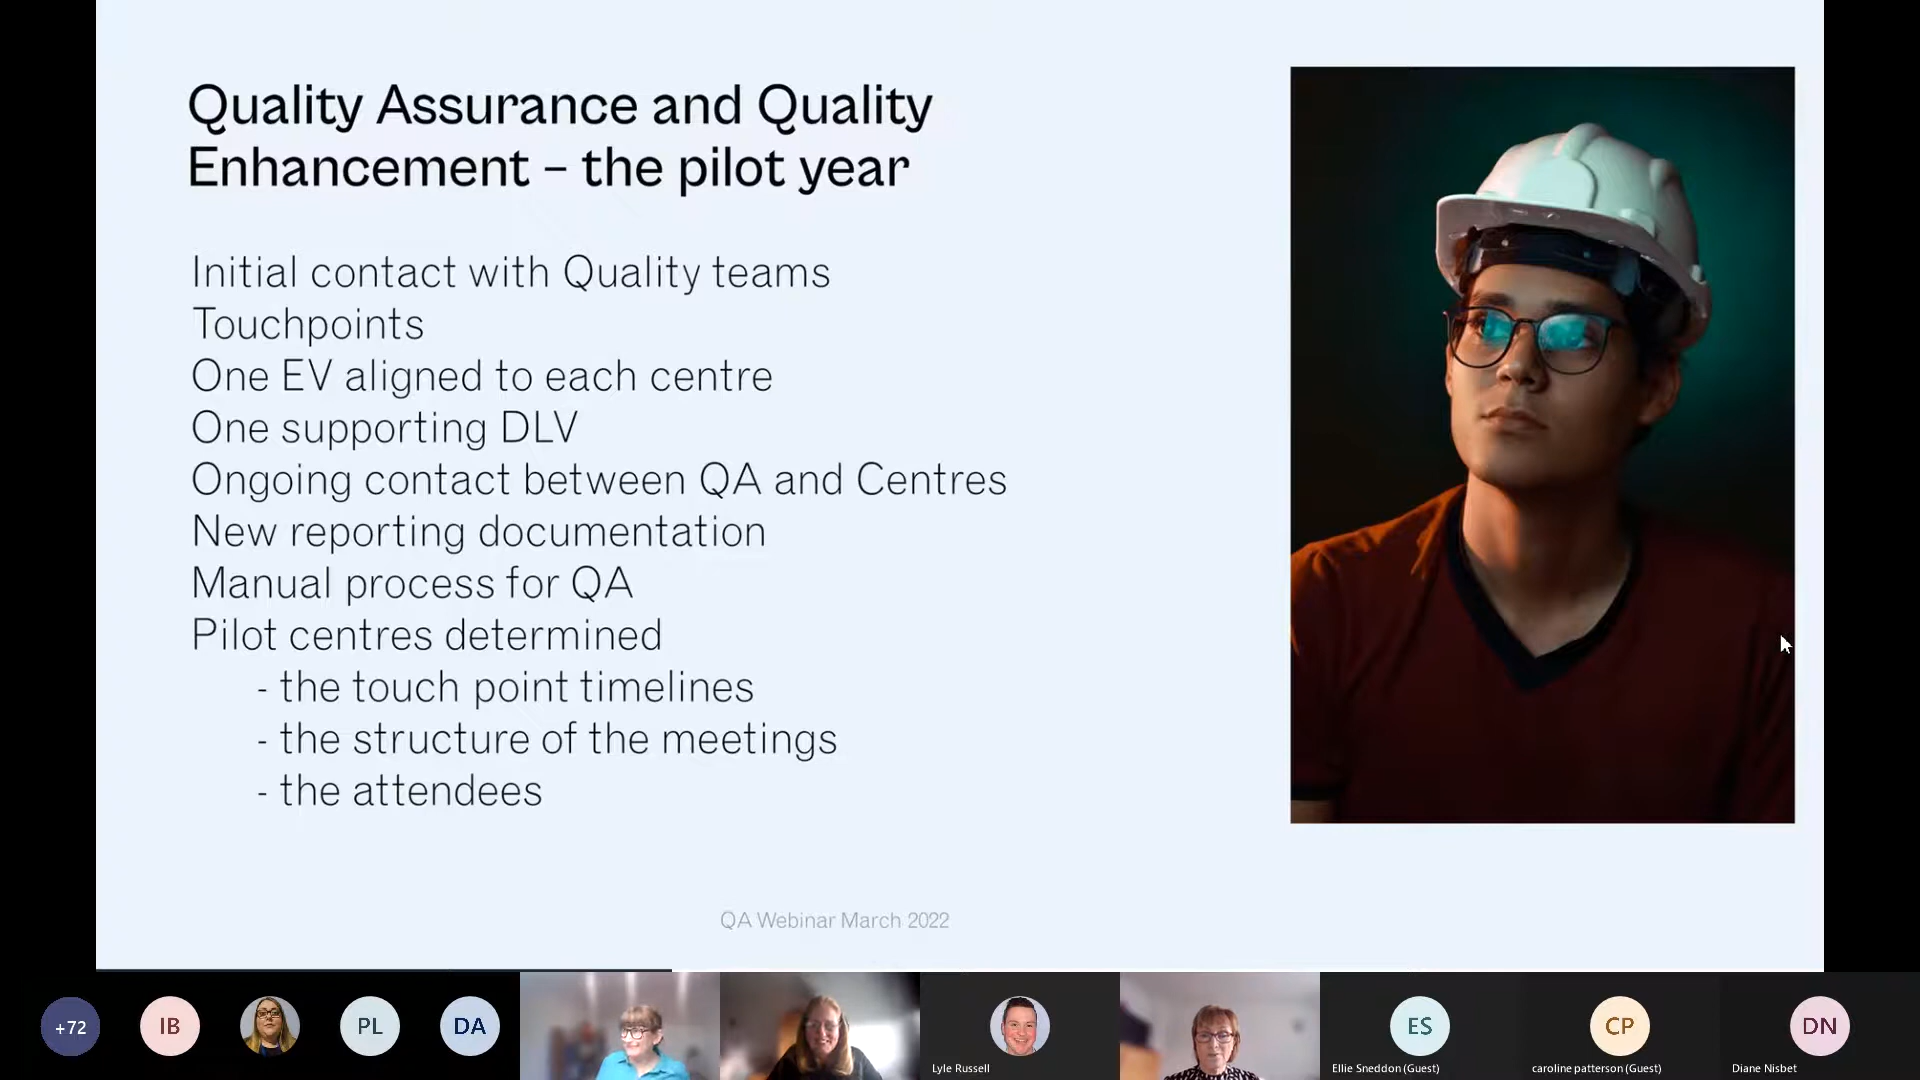 Quality Assurance and Quality
Enhancement – the pilot year
Initial contact with Quality teams
Touchpoints
One EV aligned to each centre
One supporting DLV
Ongoing contact between QA and Centres
New reporting documentation
Manual process for QA
Pilot centres determined
- the touch point timelines
- the structure of the meetings
- the attendees
QA Webinar March 2022
+72
IB
PL
DA
Lyle Russell
ES
Ellie Sneddon (Guest)
CP
caroline patterson (Guest)
DN
Diane Nisbet